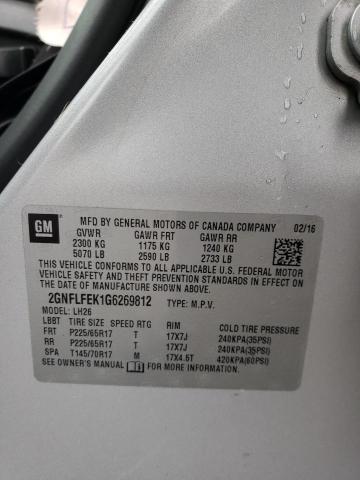 GM
MFD BY GENERAL MOTORS OF CANADA COMPANY 02/16
GVWR GAWR FRT GAWR RR
2300 KG 1175 KG 1240 KG
5070 LB 2590 LB 2733 LB
THIS VEHICLE CONFORMS TO ALL APPLICABLE U.S. FEDERAL MOTOR
VEHICLE SAFETY AND THEFT PREVENTION STANDARDS IN EFFECT ON
THE DATE OF MANUFACTURE SHOWN ABOVE.
2GNFLFEK1G6269812 TYPE: M.P.V.
MODEL: LH26
LBBT TIRE SIZE SPEED RTG RIM COLD TIRE PRESSURE
FRT P225/65R17 T 17X7J 240KPA(35PSI)
RR P225/65R17 T 17X7J 240KPA(35PSI)
SPA T145/70R17 M 17X4.5T 420KPA(60PSI)
SEE OWNER'S MANUAL FOR ADDITIONAL INFORMATION.